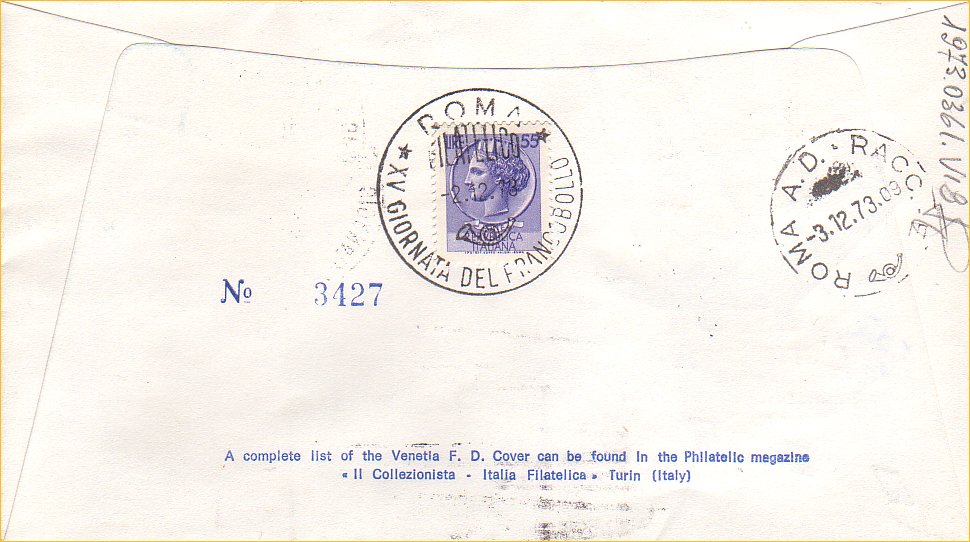 ROMA
FILATELICO
LIRE 55
-2.12.73
REPUBBLICA
ITALIANA
★ XV GIORNATA DEL FRANCOBOLLO ★
ROMA A.D. - RACC.
-3.12.73.09
Nº 3427
A complete list of the Venetia F. D. Cover can be found in the Philatelic megazine
« Il Collezionista - Italia Filatelica » Turin (Italy)